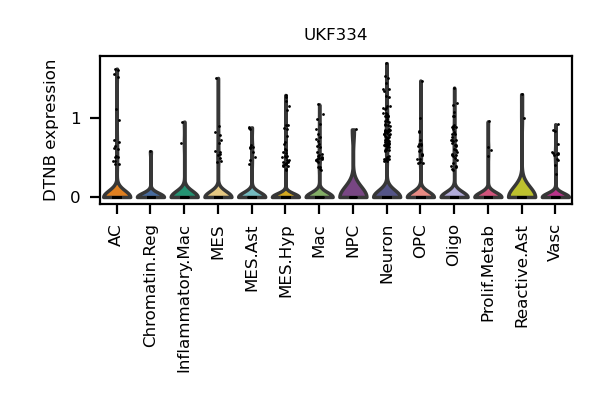 UKF334
DTNB expression
1
0
AC
Chromatin.Reg
Inflammatory.Mac
MES
MES.Ast
MES.Hyp
Mac
NPC
Neuron
OPC
Oligo
Prolif.Metab
Reactive.Ast
Vasc